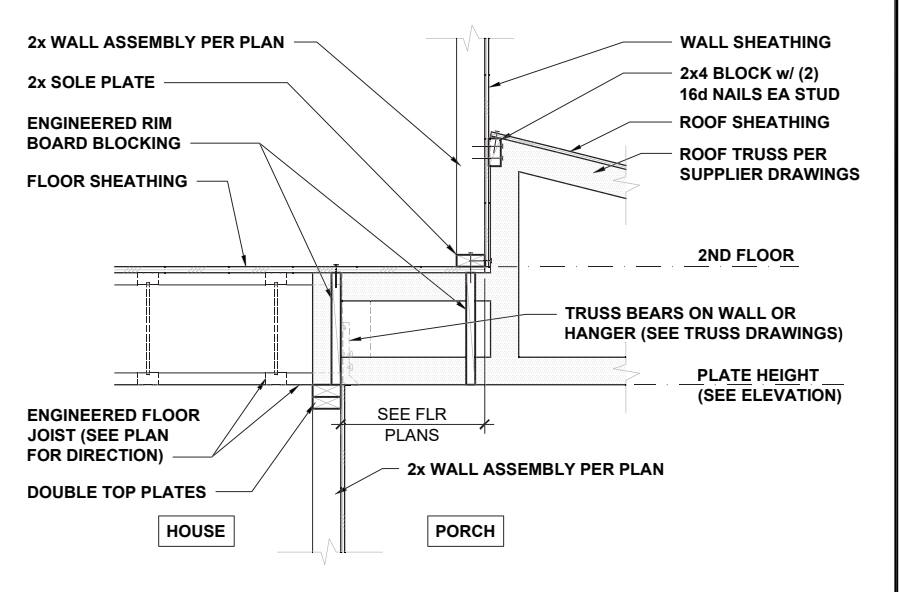 2x WALL ASSEMBLY PER PLAN
2x SOLE PLATE
ENGINEERED RIM
BOARD BLOCKING
FLOOR SHEATHING
WALL SHEATHING
2x4 BLOCK w/ (2)
16d NAILS EA STUD
ROOF SHEATHING
ROOF TRUSS PER
SUPPLIER DRAWINGS
2ND FLOOR
TRUSS BEARS ON WALL OR
HANGER (SEE TRUSS DRAWINGS)
PLATE HEIGHT
(SEE ELEVATION)
ENGINEERED FLOOR
JOIST (SEE PLAN
FOR DIRECTION)
DOUBLE TOP PLATES
SEE FLR
PLANS
2x WALL ASSEMBLY PER PLAN
HOUSE
PORCH